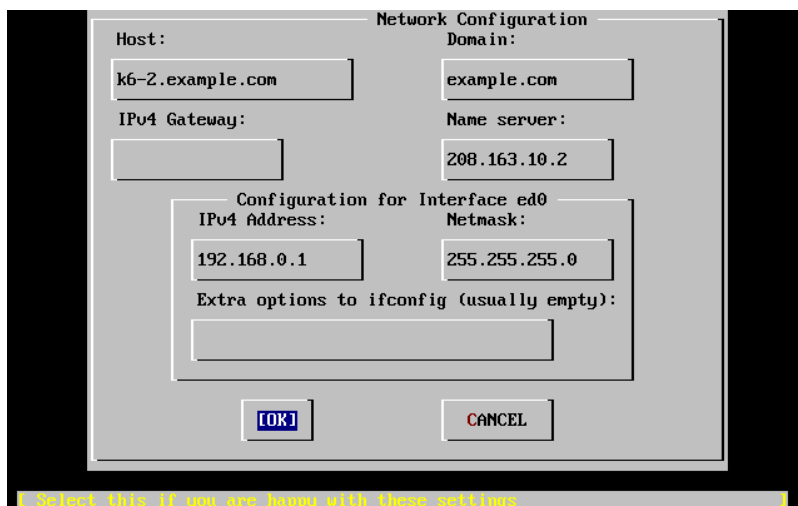 Network Configuration
Host: Domain:
k6-2.example.com example.com
IPv4 Gateway: Name server:
208.163.10.2
Configuration for Interface ed0
IPv4 Address: Netmask:
192.168.0.1 255.255.255.0
Extra options to ifconfig (usually empty):
[OK] CANCEL
[ Select this if you are happy with these settings ]